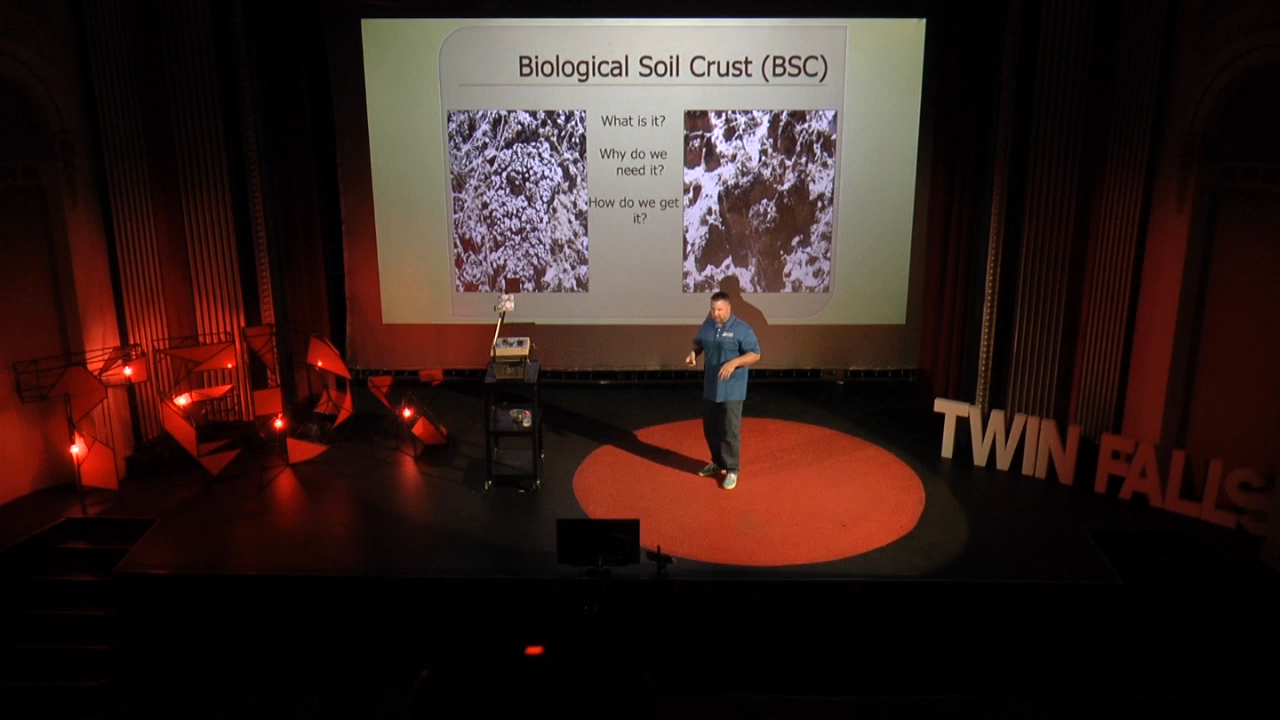 Biological Soil Crust (BSC)
What is it?
Why do we
need it?
How do we get
it?
TWIN FALLS